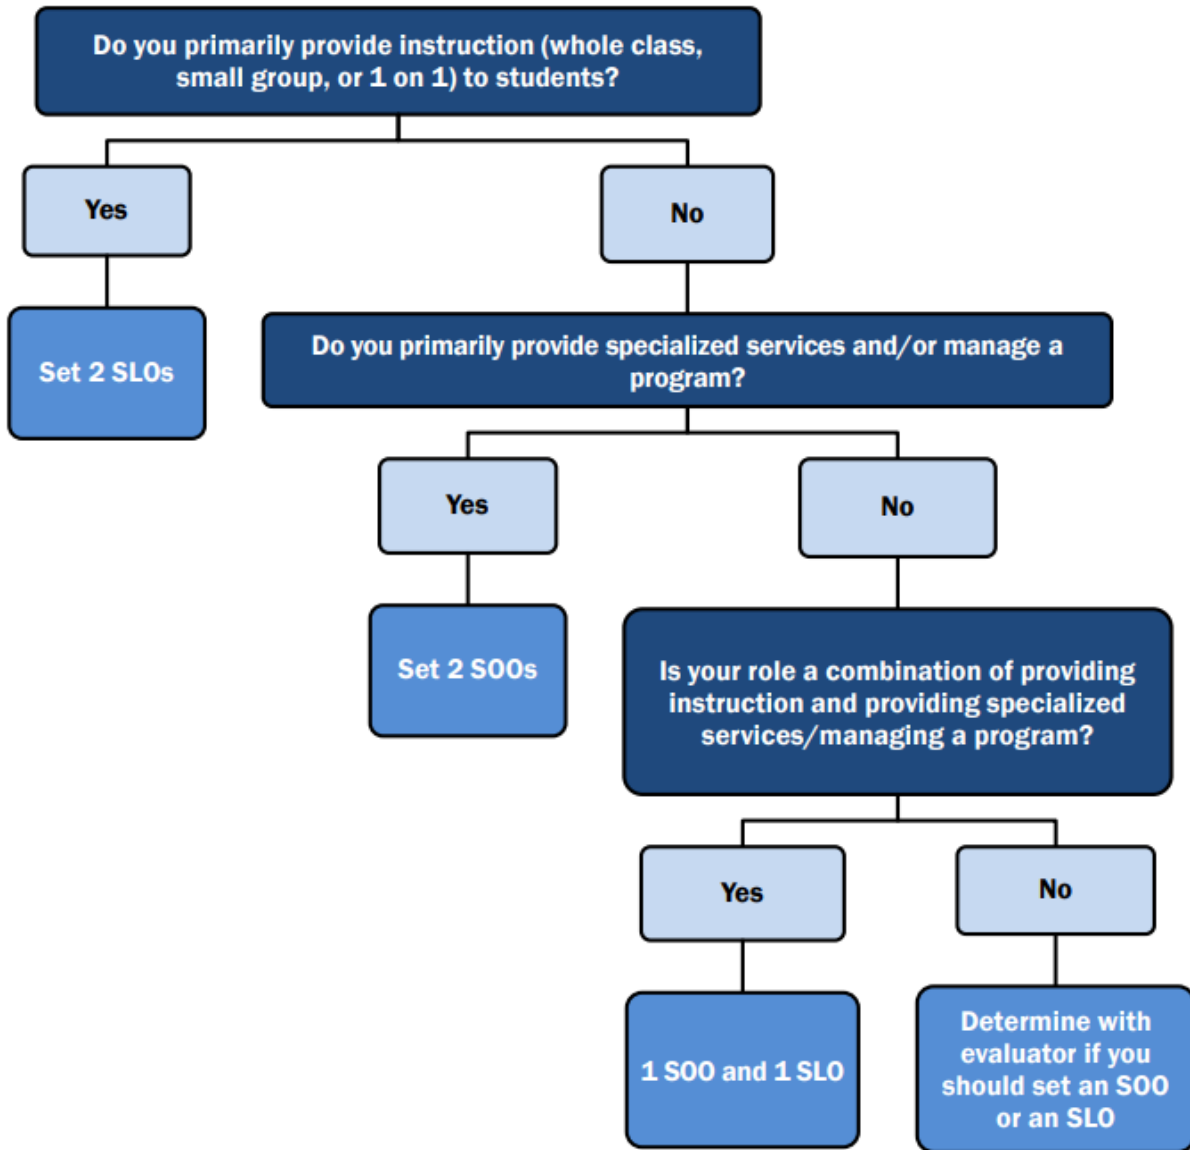 Do you primarily provide instruction (whole class,
small group, or 1 on 1) to students?
Yes
No
Set 2 SLOs
Do you primarily provide specialized services and/or manage a
program?
Yes
No
Set 2 SOOs
Is your role a combination of providing
instruction and providing specialized
services/managing a program?
Yes
No
1 SOO and 1 SLO
Determine with
evaluator if you
should set an SOO
or an SLO